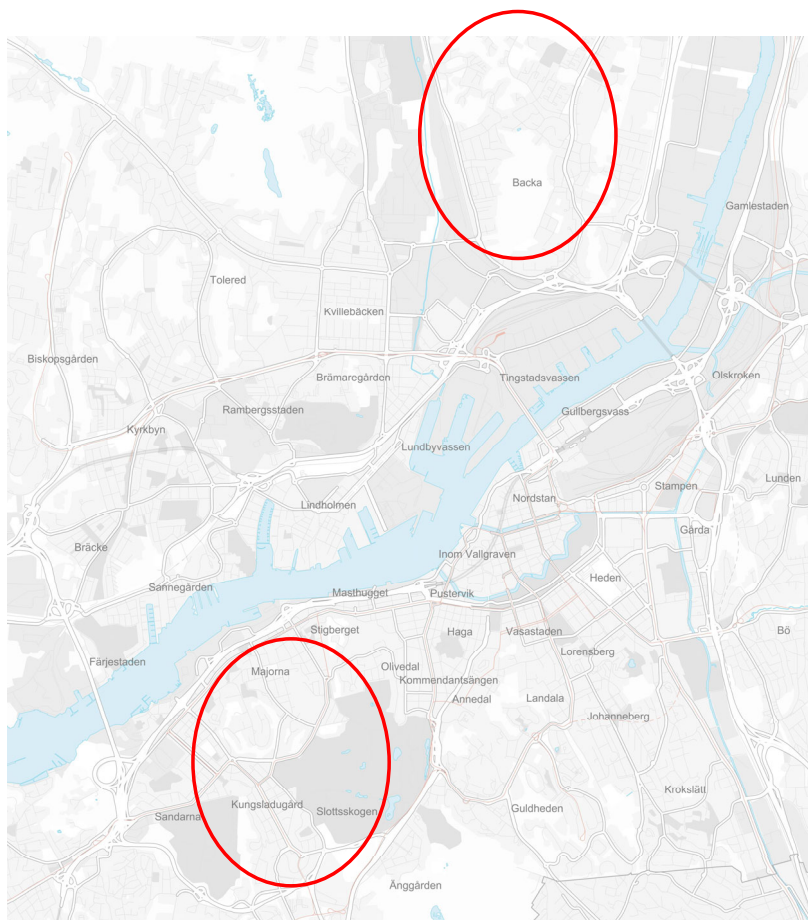 Backa
Gamlestaden
Tolered
Kvillebäcken
Biskopsgården
Brämaregården
Tingstadsvassen
Olskroken
Rambergsstaden
Gullbergsvass
Kyrkbyn
Lundbyvassen
Lunden
Stampen
Nordstan
Lindholmen
Gårda
Bräcke
Inom Vallgraven
Heden
Sannegården
Masthugget
Pustervik
Stigberget
Haga
Vasastaden
Bö
Lorensberg
Färjestaden
Majorna
Olivedal
Kommendantsängen
Annedal
Landala
Johanneberg
Krokslätt
Kungsladugård
Slottsskogen
Sandarna
Guldheden
Änggården